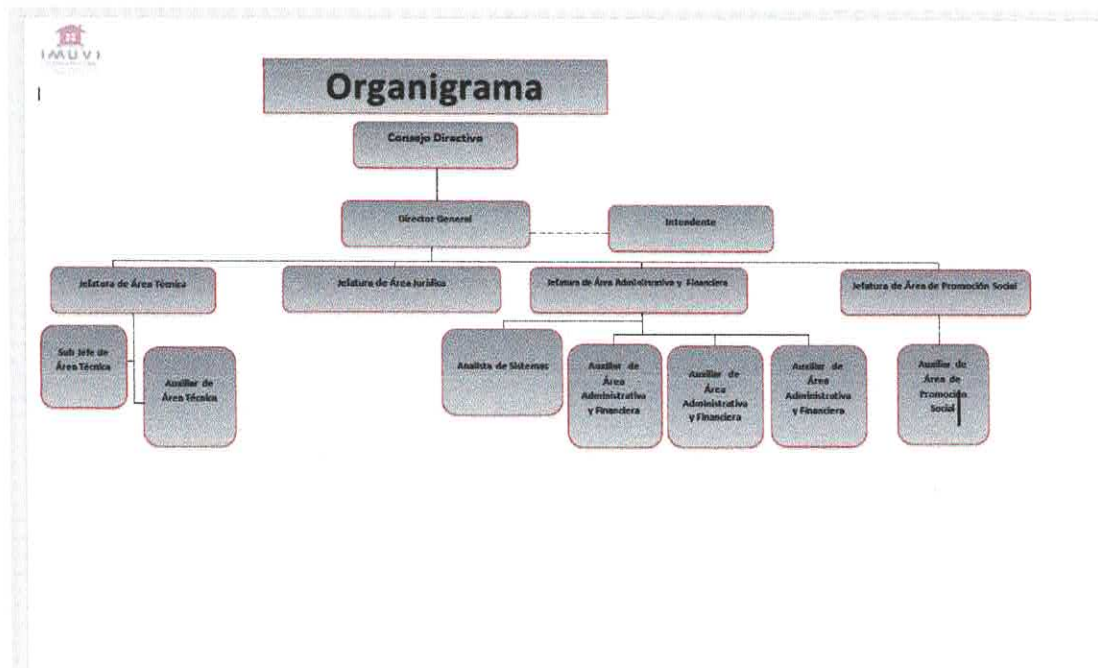 IMUVI
Organigrama
Consejo Directivo
Director General
Intendente
Jefatura de Área Técnica
Jefatura de Área Jurídica
Jefatura de Área Administrativa y Financiera
Jefatura de Área de Promoción Social
Sub Jefe de
Área Técnica
Auxiliar de
Área Técnica
Analista de Sistemas
Auxiliar de
Área
Administrativa
y Financiera
Auxiliar de
Área
Administrativa
y Financiera
Auxiliar de
Área
Administrativa
y Financiera
Auxiliar de
Área de
Promoción
Social